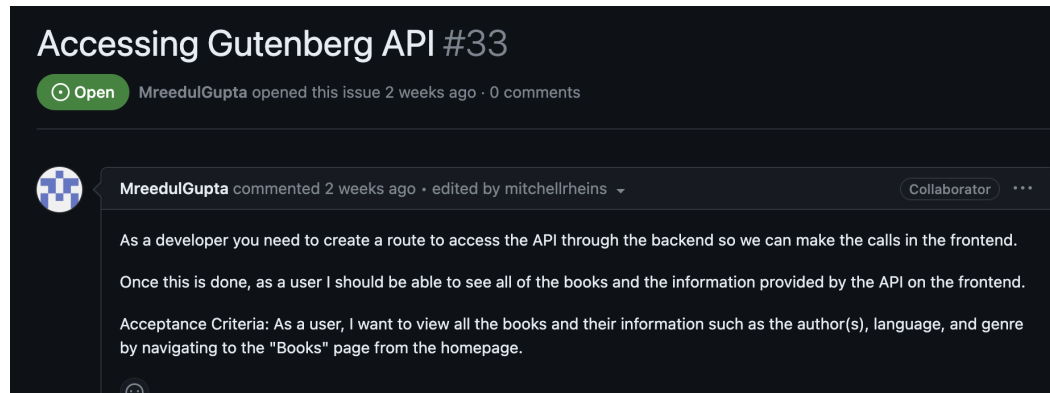 Accessing Gutenberg API #33
Open MreedulGupta opened this issue 2 weeks ago · 0 comments
MreedulGupta commented 2 weeks ago • edited by mitchellrheins Collaborator ···
As a developer you need to create a route to access the API through the backend so we can make the calls in the frontend.
Once this is done, as a user I should be able to see all of the books and the information provided by the API on the frontend.
Acceptance Criteria: As a user, I want to view all the books and their information such as the author(s), language, and genre
by navigating to the "Books" page from the homepage.